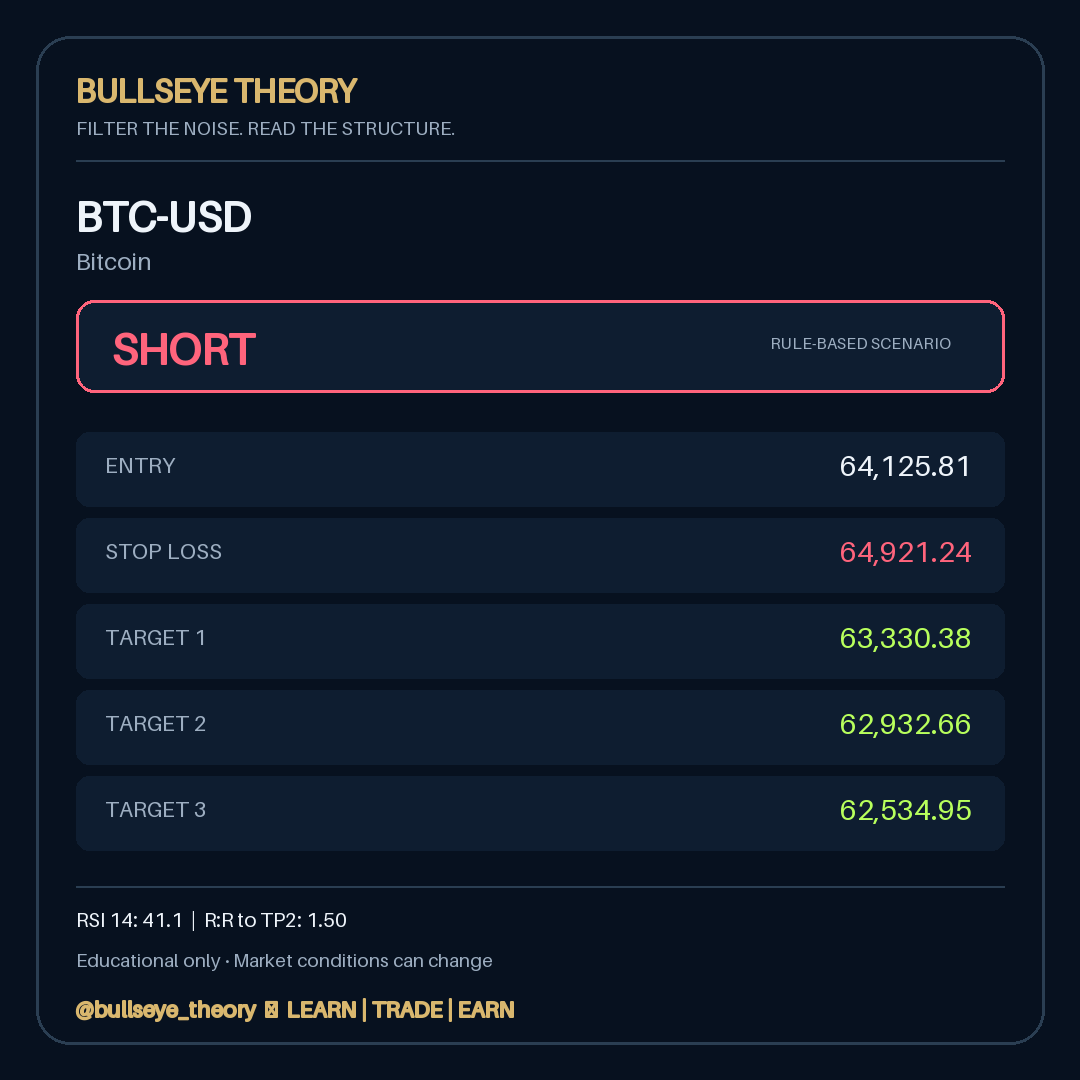 BULLSEYE THEORY
FILTER THE NOISE. READ THE STRUCTURE.
BTC-USD
Bitcoin
SHORT RULE-BASED SCENARIO
ENTRY 64,125.81
STOP LOSS 64,921.24
TARGET 1 63,330.38
TARGET 2 62,932.66
TARGET 3 62,534.95
RSI 14: 41.1 | R:R to TP2: 1.50
Educational only · Market conditions can change
@bullseye_theory LEARN | TRADE | EARN